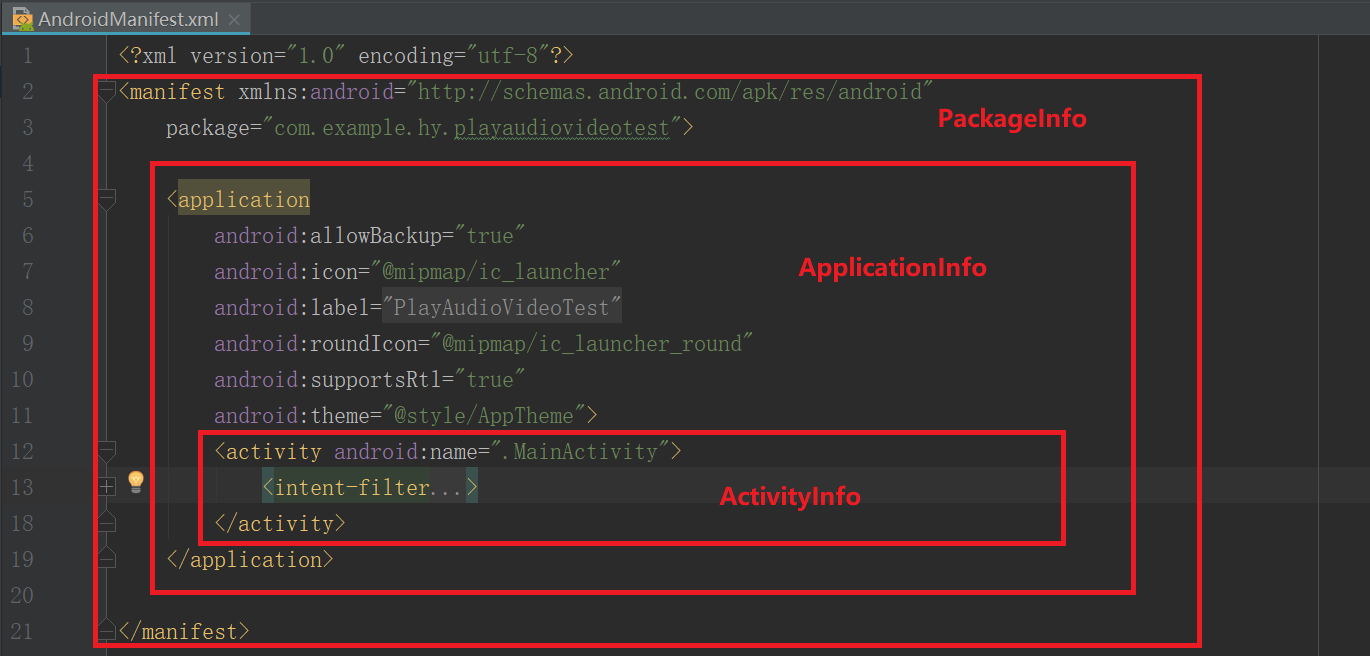 AndroidManifest.xml
1 <?xml version="1.0" encoding="utf-8"?>
2 <manifest xmlns:android="http://schemas.android.com/apk/res/android"
3 package="com.example.hy.playaudiovideotest">
PackageInfo
4
5 <application
6 android:allowBackup="true"
ApplicationInfo
7 android:icon="@mipmap/ic_launcher"
8 android:label="PlayAudioVideoTest"
9 android:roundIcon="@mipmap/ic_launcher_round"
10 android:supportsRtl="true"
11 android:theme="@style/AppTheme">
12 <activity android:name=".MainActivity">
13 <intent-filter...>
ActivityInfo
18 </activity>
19 </application>
20
21 </manifest>